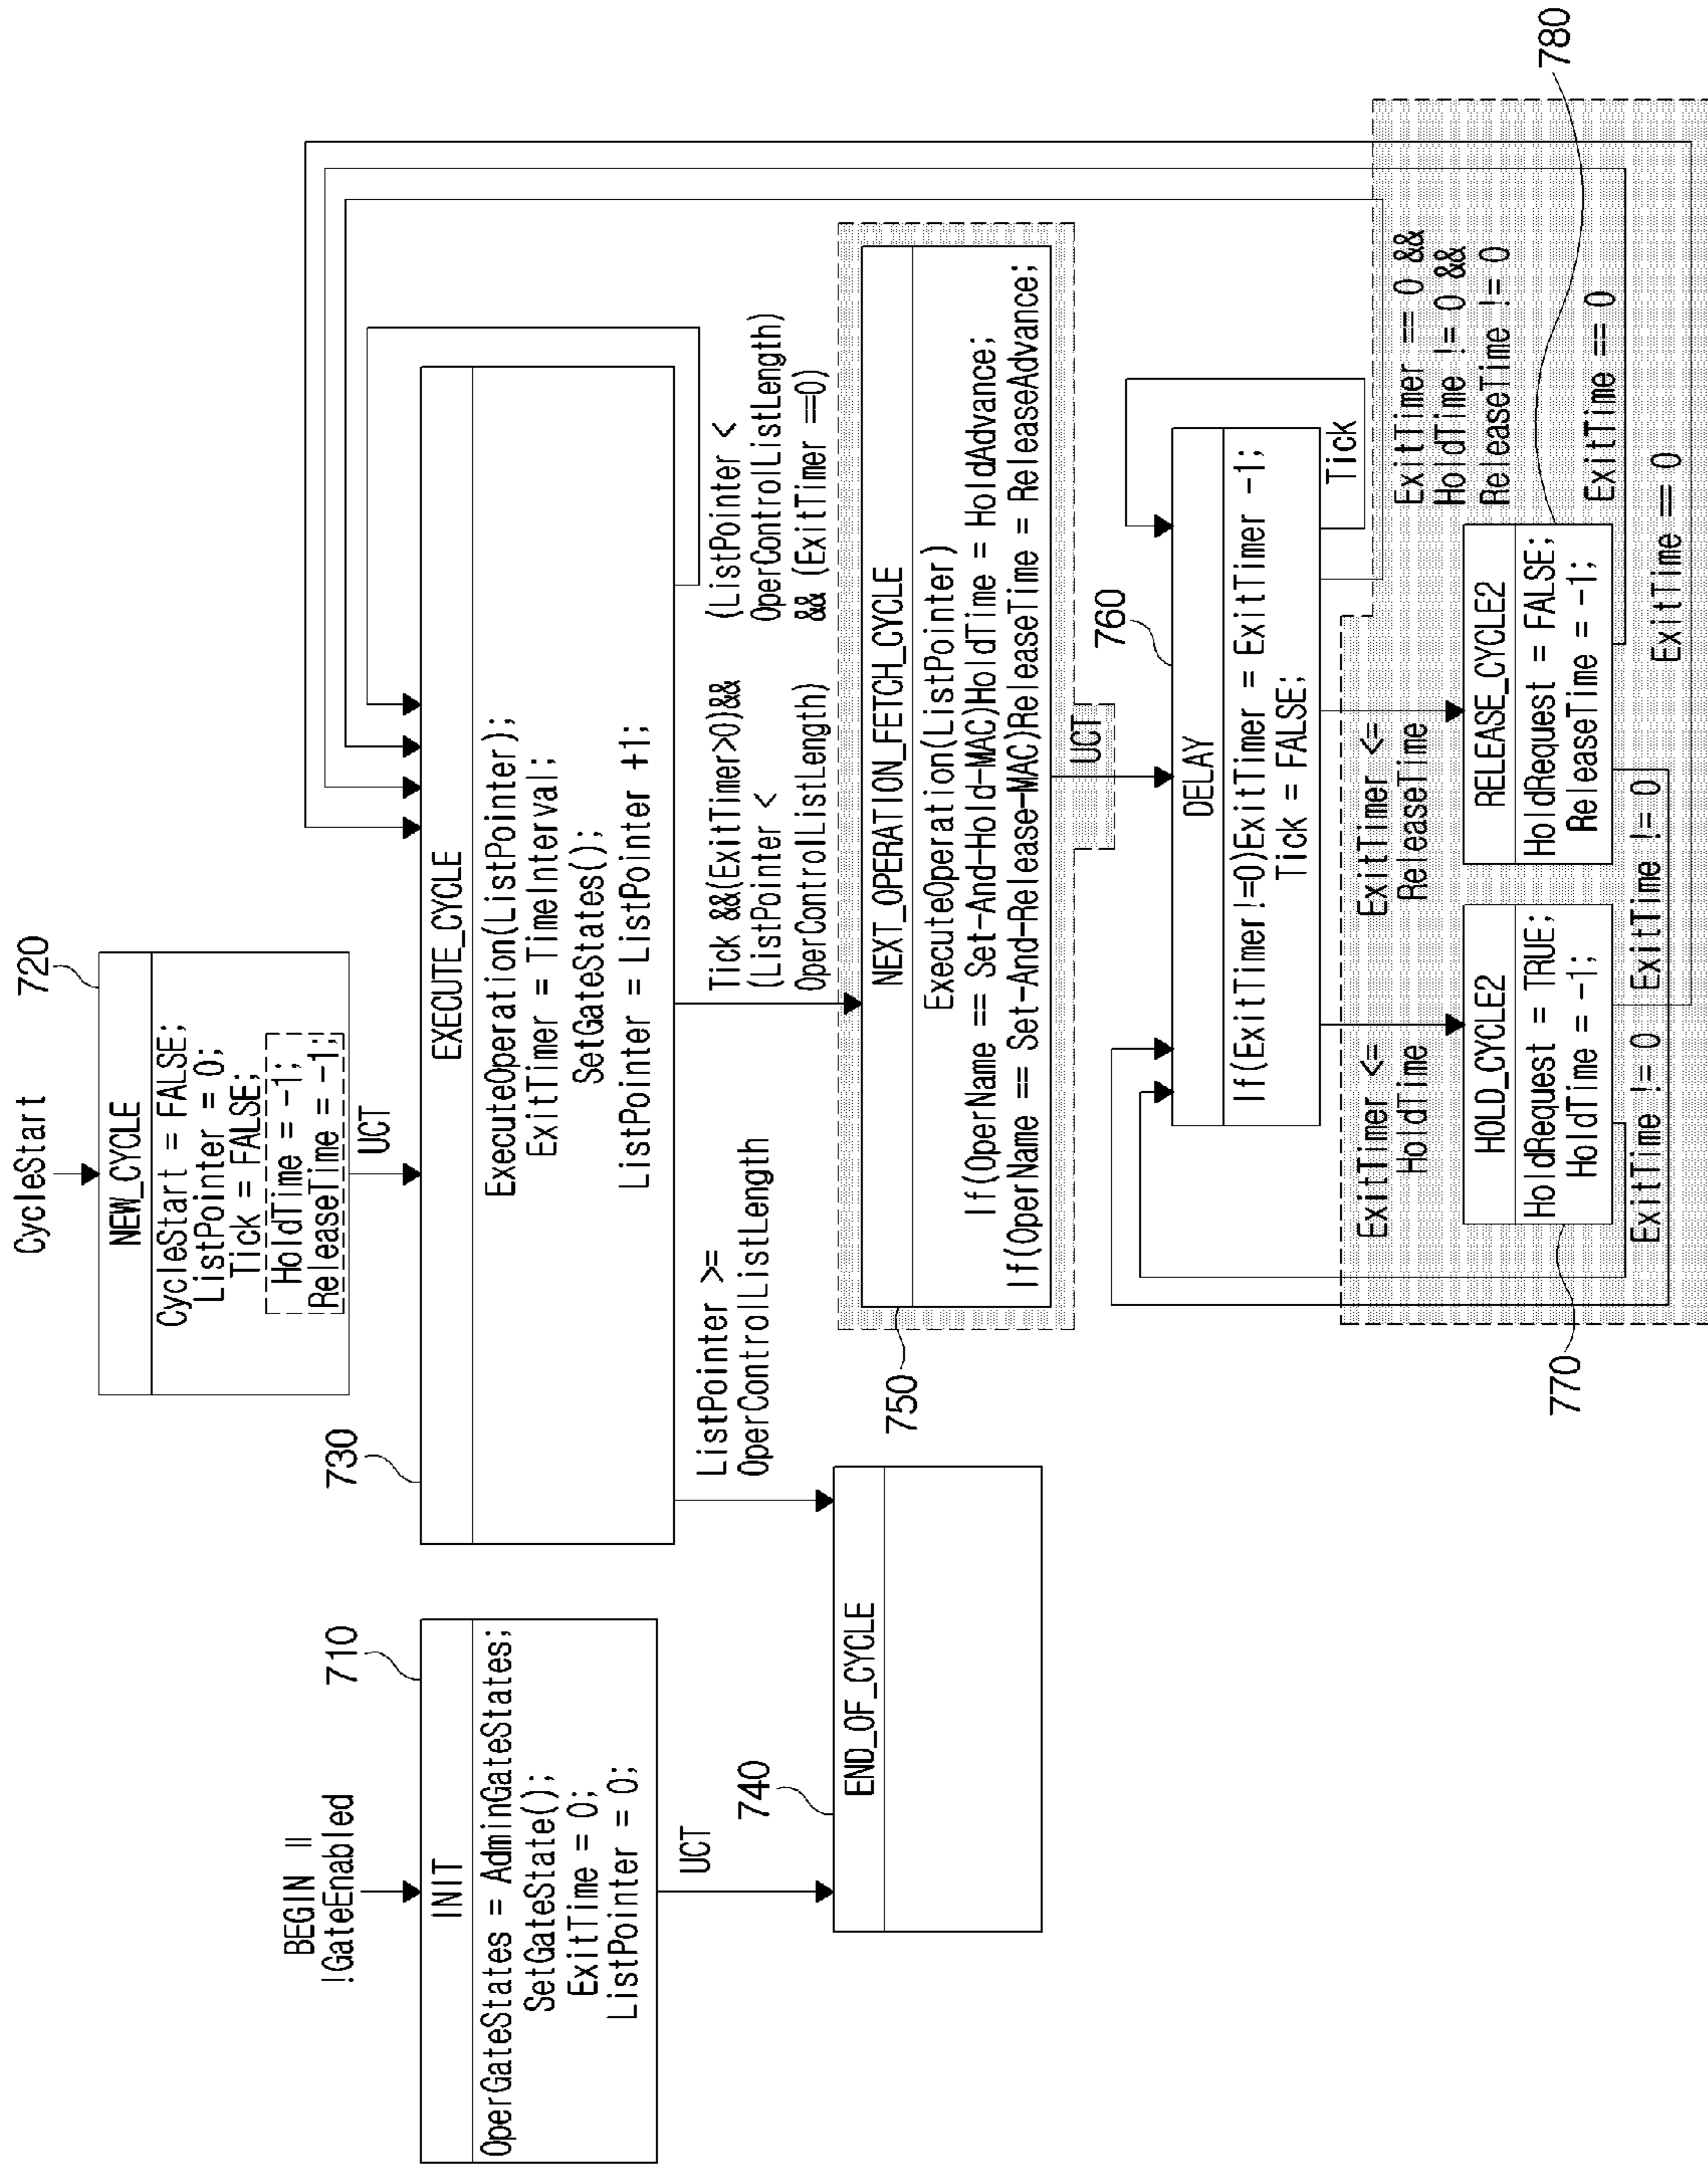 BEGIN ||
!GateEnabled
710
INIT
OperGateStates = AdminGateStates;
SetGateState();
ExitTime = 0;
ListPointer = 0;
UCT
740
END_OF_CYCLE
CycleStart
720
NEW_CYCLE
CycleStart = FALSE;
ListPointer = 0;
Tick = FALSE;
HoldTime = -1;
ReleaseTime = -1;
UCT
730
EXECUTE_CYCLE
ExecuteOperation(ListPointer);
ExitTimer = TimeInterval;
SetGateStates();
ListPointer = ListPointer +1;
ListPointer >=
OperControlListLength
Tick &&(ExitTimer>0)&&
(ListPointer <
OperControlListLength)
(ListPointer <
OperControlListLength)
&& (ExitTimer ==0)
750
NEXT_OPERATION_FETCH_CYCLE
ExecuteOperation(ListPointer)
If(OperName == Set-And-Hold-MAC)HoldTime = HoldAdvance;
If(OperName == Set-And-Release-MAC)ReleaseTime = ReleaseAdvance;
UCT
760
DELAY
If(ExitTimer!=0)ExitTimer = ExitTimer -1;
Tick = FALSE;
Tick
ExitTimer <=
HoldTime
ExitTimer <=
ReleaseTime
ExitTimer == 0 &&
HoldTime != 0 &&
ReleaseTime != 0
770
HOLD_CYCLE2
HoldRequest = TRUE;
HoldTime = -1;
780
RELEASE_CYCLE2
HoldRequest = FALSE;
ReleaseTime = -1;
ExitTime == 0
ExitTime != 0
ExitTime != 0
ExitTime == 0